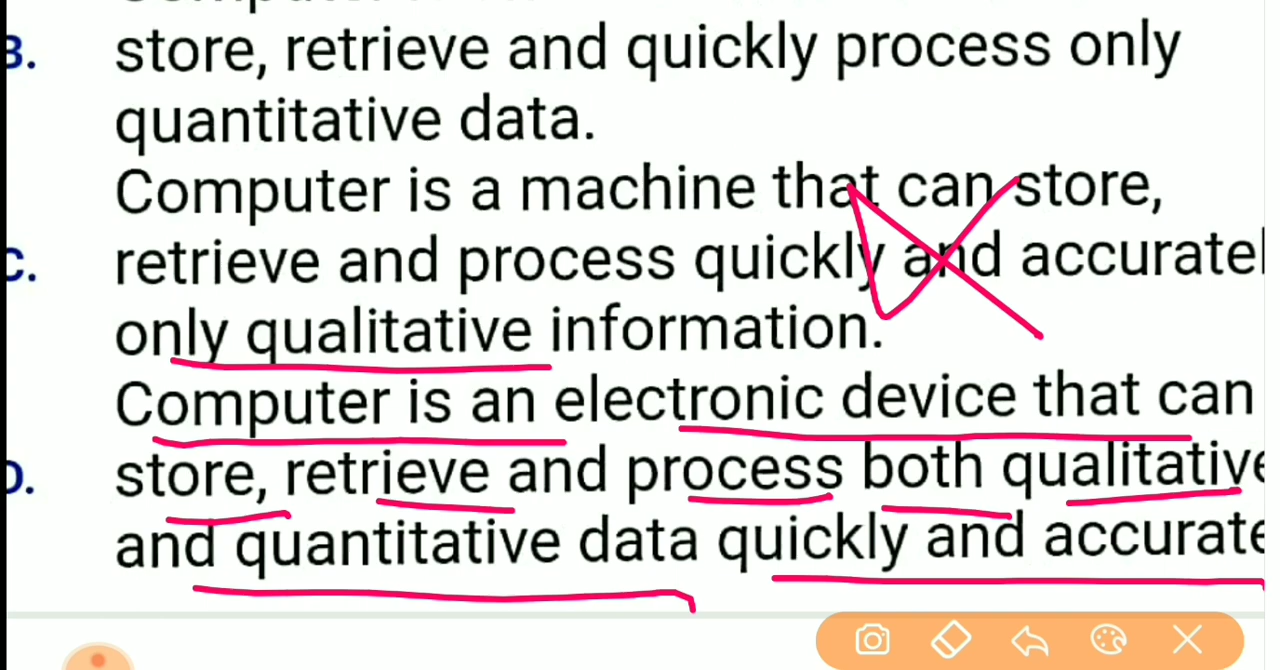 B. store, retrieve and quickly process only
quantitative data.
Computer is a machine that can store,
C. retrieve and process quickly and accuratel
only qualitative information.
Computer is an electronic device that can
D. store, retrieve and process both qualitative
and quantitative data quickly and accurate